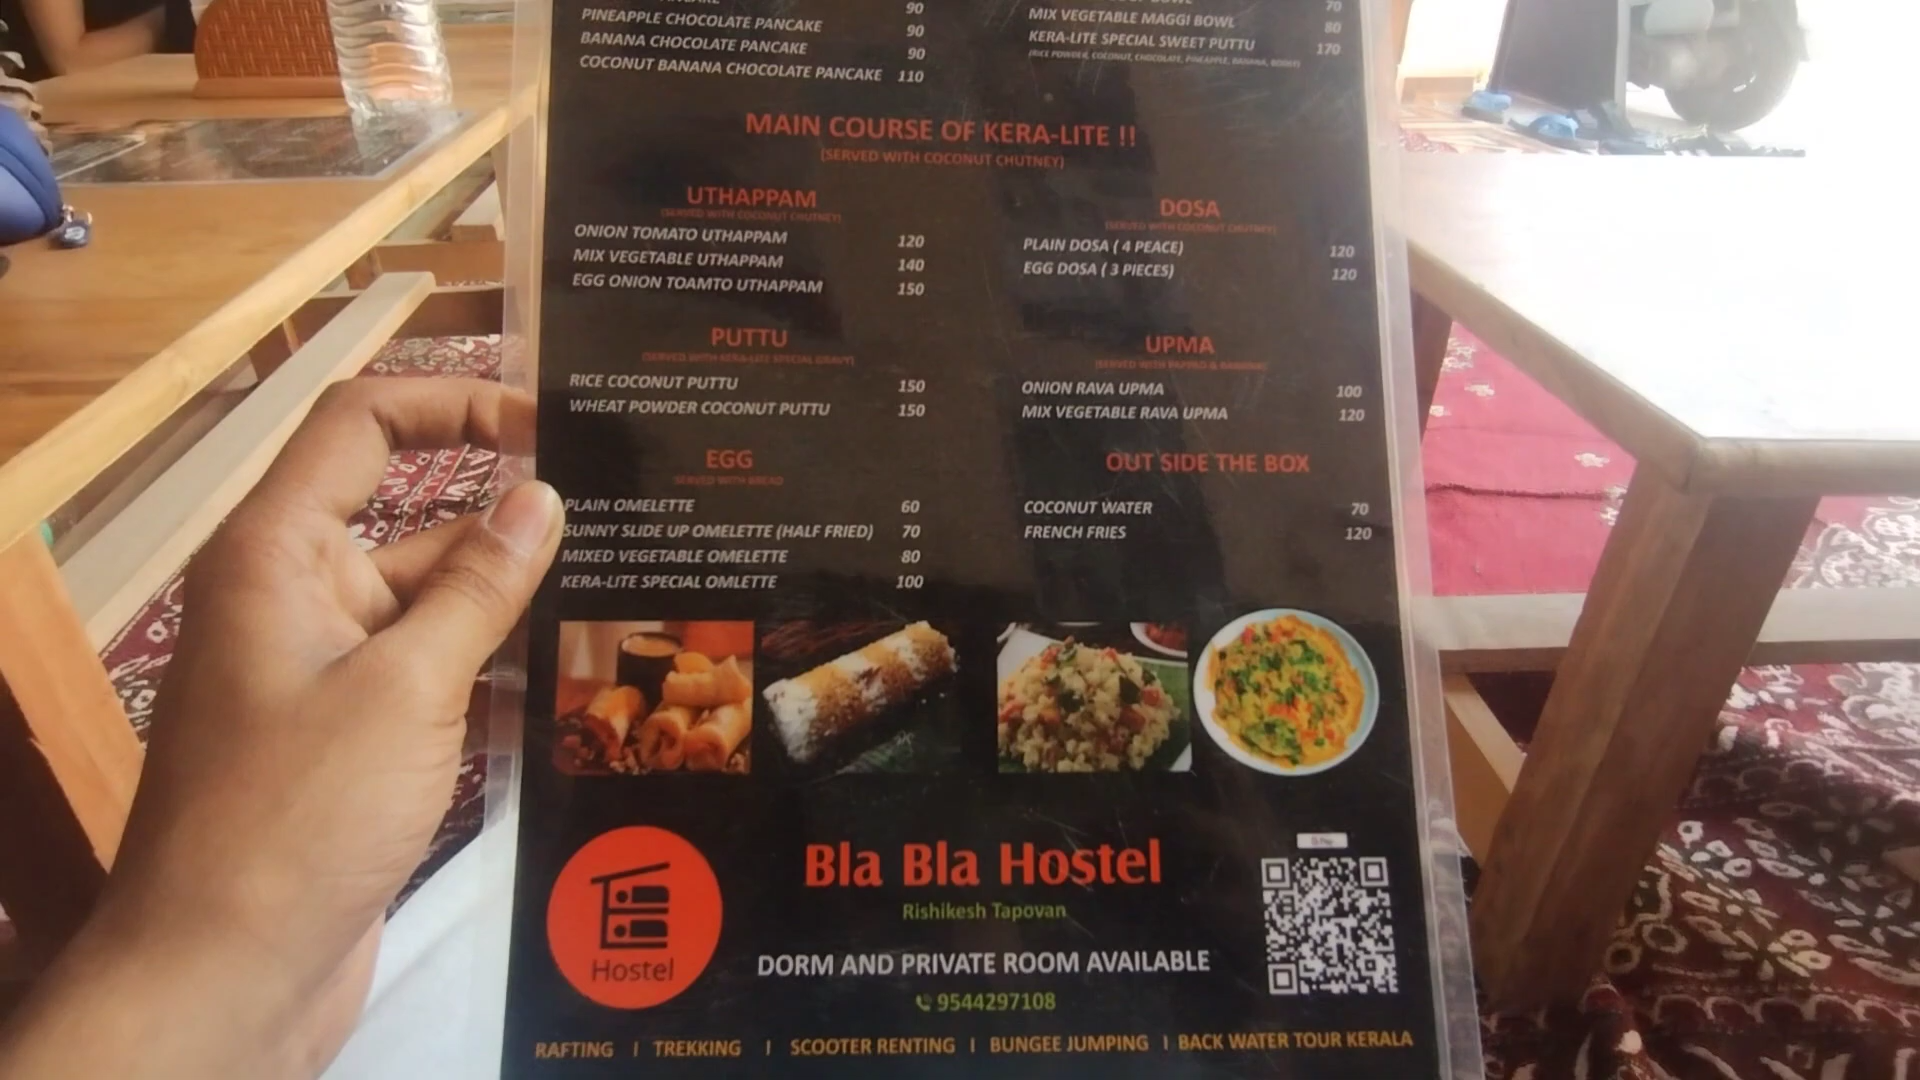 90
PINEAPPLE CHOCOLATE PANCAKE 90
BANANA CHOCOLATE PANCAKE 90
COCONUT BANANA CHOCOLATE PANCAKE 110
70
MIX VEGETABLE MAGGI BOWL 80
KERA-LITE SPECIAL SWEET PUTTU 170
(RICE POWDER, COCONUT, CHOCOLATE, PINEAPPLE, BANANA,
MAIN COURSE OF KERA-LITE !!
(SERVED WITH COCONUT CHUTNEY)
UTHAPPAM
(SERVED WITH COCONUT CHUTNEY)
ONION TOMATO UTHAPPAM 120
MIX VEGETABLE UTHAPPAM 140
EGG ONION TOAMTO UTHAPPAM 150
DOSA
(SERVED WITH COCONUT CHUTNEY)
PLAIN DOSA ( 4 PEACE) 120
EGG DOSA ( 3 PIECES) 120
PUTTU
(SERVED WITH KERA-LITE SPECIAL GRAVY)
RICE COCONUT PUTTU 150
WHEAT POWDER COCONUT PUTTU 150
UPMA
(SERVED WITH PAPPAD & BANANA)
ONION RAVA UPMA 100
MIX VEGETABLE RAVA UPMA 120
EGG
SERVED WITH BREAD
PLAIN OMELETTE 60
SUNNY SLIDE UP OMELETTE (HALF FRIED) 70
MIXED VEGETABLE OMELETTE 80
KERA-LITE SPECIAL OMLETTE 100
OUT SIDE THE BOX
COCONUT WATER 70
FRENCH FRIES 120
Hostel
Bla Bla Hostel
Rishikesh Tapovan
DORM AND PRIVATE ROOM AVAILABLE
9544297108
RAFTING I TREKKING I SCOOTER RENTING I BUNGEE JUMPING I BACK WATER TOUR KERALA